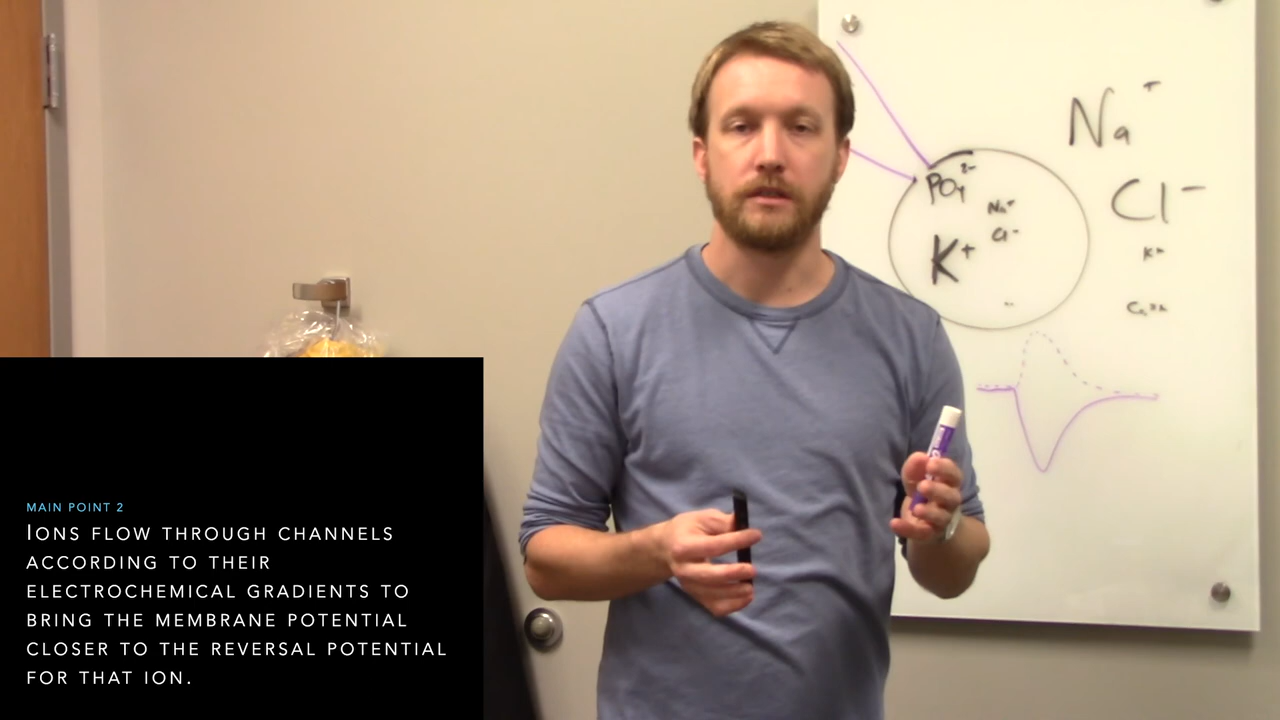 MAIN POINT 2
IONS FLOW THROUGH CHANNELS
ACCORDING TO THEIR
ELECTROCHEMICAL GRADIENTS TO
BRING THE MEMBRANE POTENTIAL
CLOSER TO THE REVERSAL POTENTIAL
FOR THAT ION.
Na⁺
PO₄²⁻
Cl⁻
Na⁺
Cl⁻
K⁺
K⁺